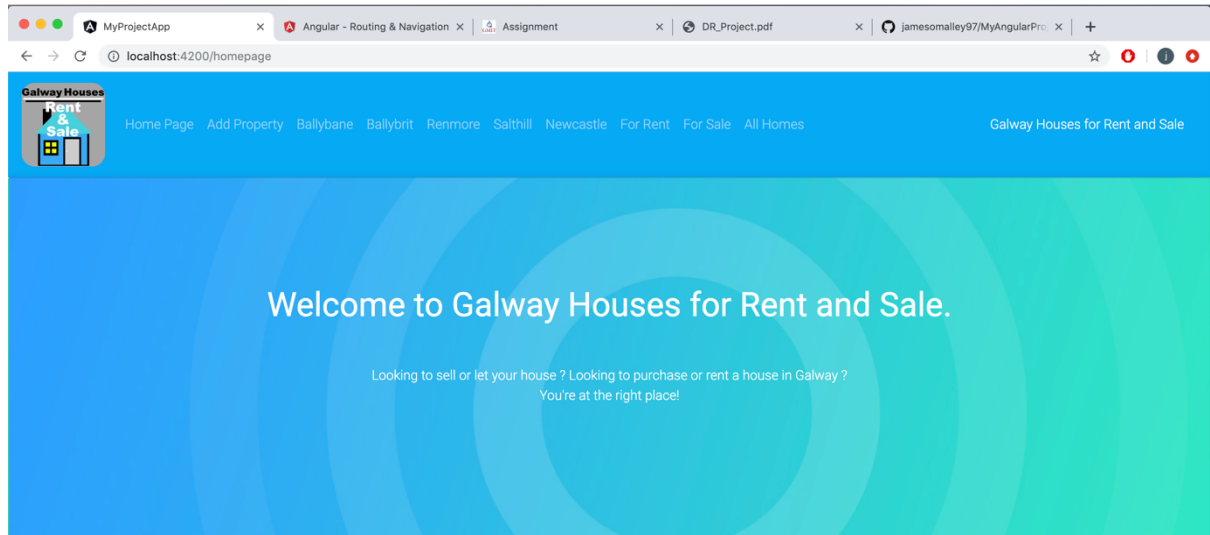 MyProjectApp
Angular - Routing & Navigation
Assignment
DR_Project.pdf
jamesomalley97/MyAngularPro
localhost:4200/homepage
Galway Houses
Rent
&
Sale
Home Page Add Property Ballybane Ballybrit Renmore Salthill Newcastle For Rent For Sale All Homes
Galway Houses for Rent and Sale
Welcome to Galway Houses for Rent and Sale.
Looking to sell or let your house ? Looking to purchase or rent a house in Galway ?
You're at the right place!